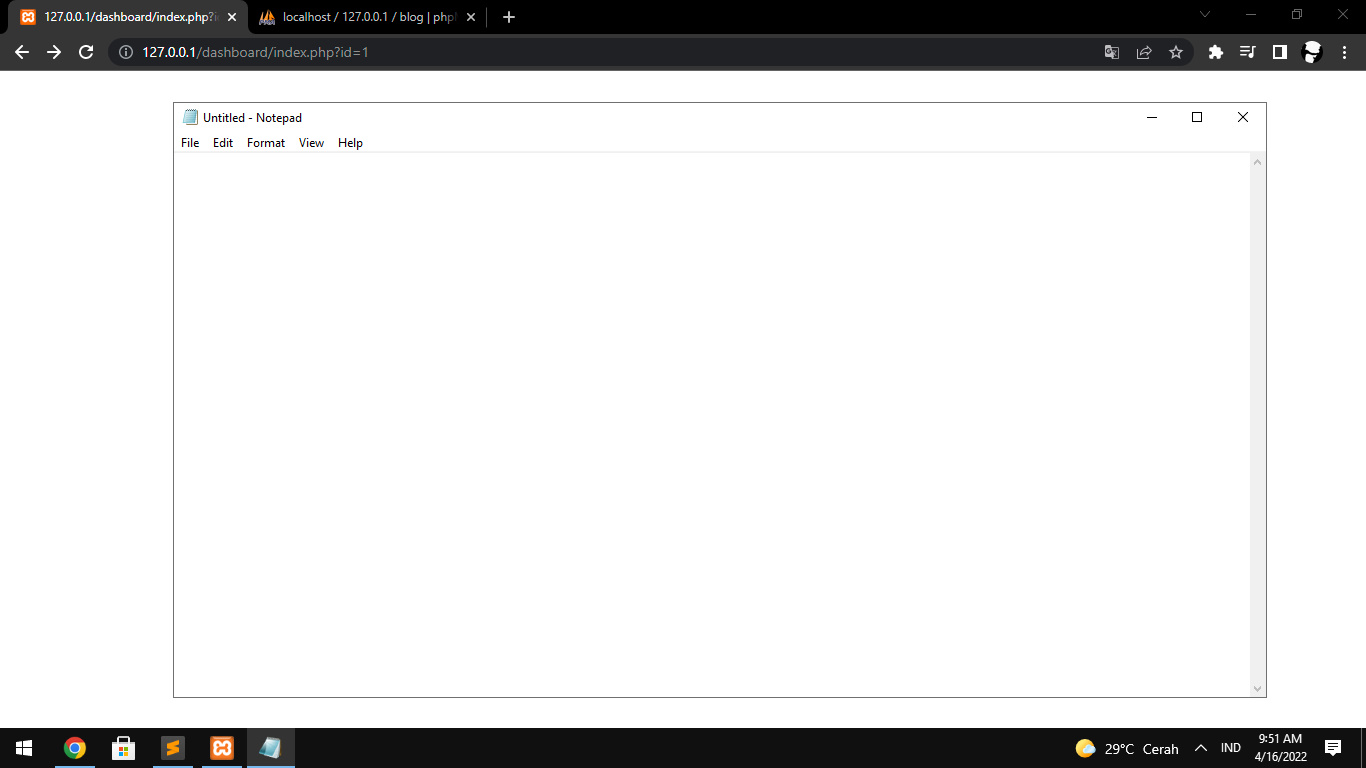 127.0.0.1/dashboard/index.php?i
localhost / 127.0.0.1 / blog | php
127.0.0.1/dashboard/index.php?id=1
Untitled - Notepad
File Edit Format View Help
29°C Cerah
IND
9:51 AM
4/16/2022